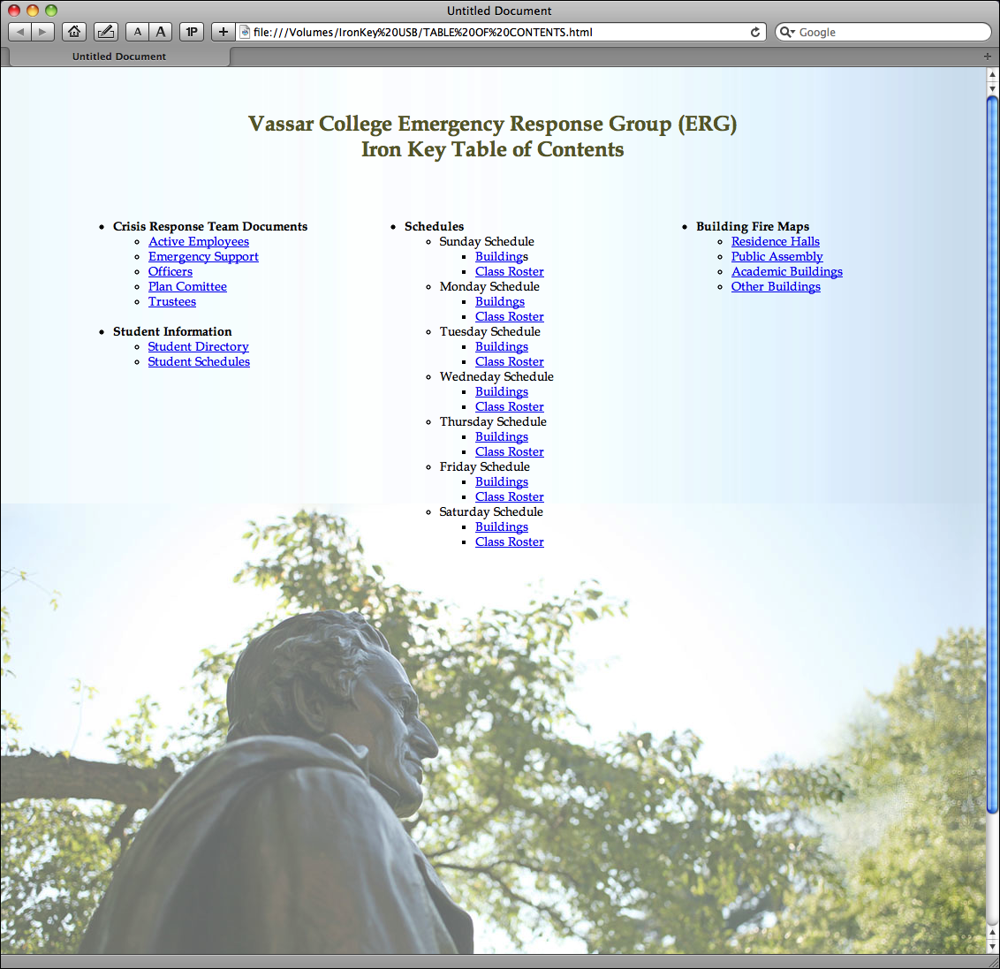 Untitled Document
A A 1P + file:///Volumes/IronKey%20USB/TABLE%20OF%20CONTENTS.html Google
Untitled Document
Vassar College Emergency Response Group (ERG)
Iron Key Table of Contents
Crisis Response Team Documents
Active Employees
Emergency Support
Officers
Plan Comittee
Trustees
Student Information
Student Directory
Student Schedules
Schedules
Sunday Schedule
Buildings
Class Roster
Monday Schedule
Buildngs
Class Roster
Tuesday Schedule
Buildings
Class Roster
Wedneday Schedule
Buildings
Class Roster
Thursday Schedule
Buildings
Class Roster
Friday Schedule
Buildings
Class Roster
Saturday Schedule
Buildings
Class Roster
Building Fire Maps
Residence Halls
Public Assembly
Academic Buildings
Other Buildings